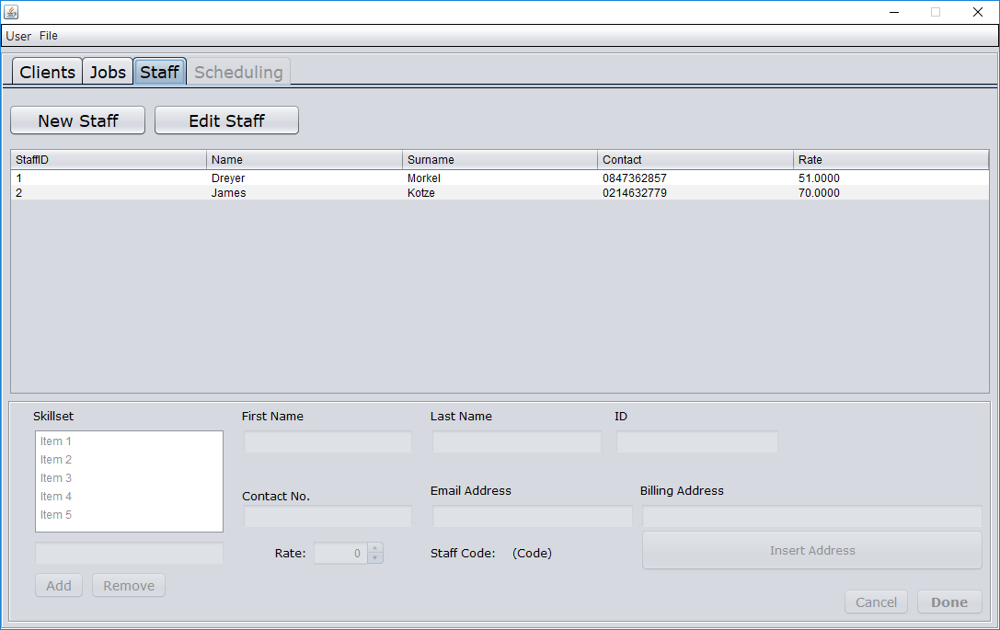 User File
Clients Jobs Staff Scheduling
New Staff Edit Staff
StaffID Name Surname Contact Rate
1 Dreyer Morkel 0847362857 51.0000
2 James Kotze 0214632779 70.0000
Skillset First Name Last Name ID
Item 1
Item 2
Item 3
Item 4
Item 5
Contact No. Email Address Billing Address
Rate: 0 Staff Code: (Code) Insert Address
Add Remove
Cancel Done